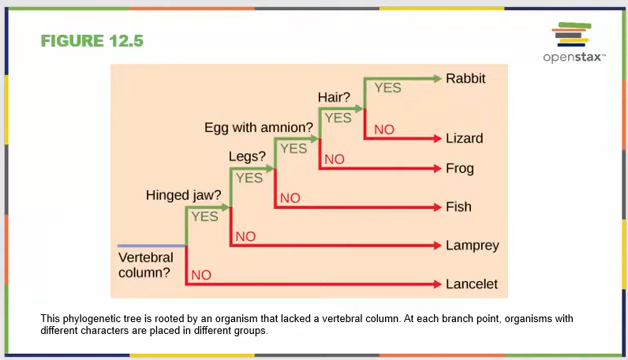 FIGURE 12.5
openstax™
Rabbit
YES
Hair?
YES
NO
Lizard
Egg with amnion?
YES
NO
Frog
Legs?
YES
NO
Fish
Hinged jaw?
YES
NO
Lamprey
Vertebral
column?
NO
Lancelet
This phylogenetic tree is rooted by an organism that lacked a vertebral column. At each branch point, organisms with
different characters are placed in different groups.